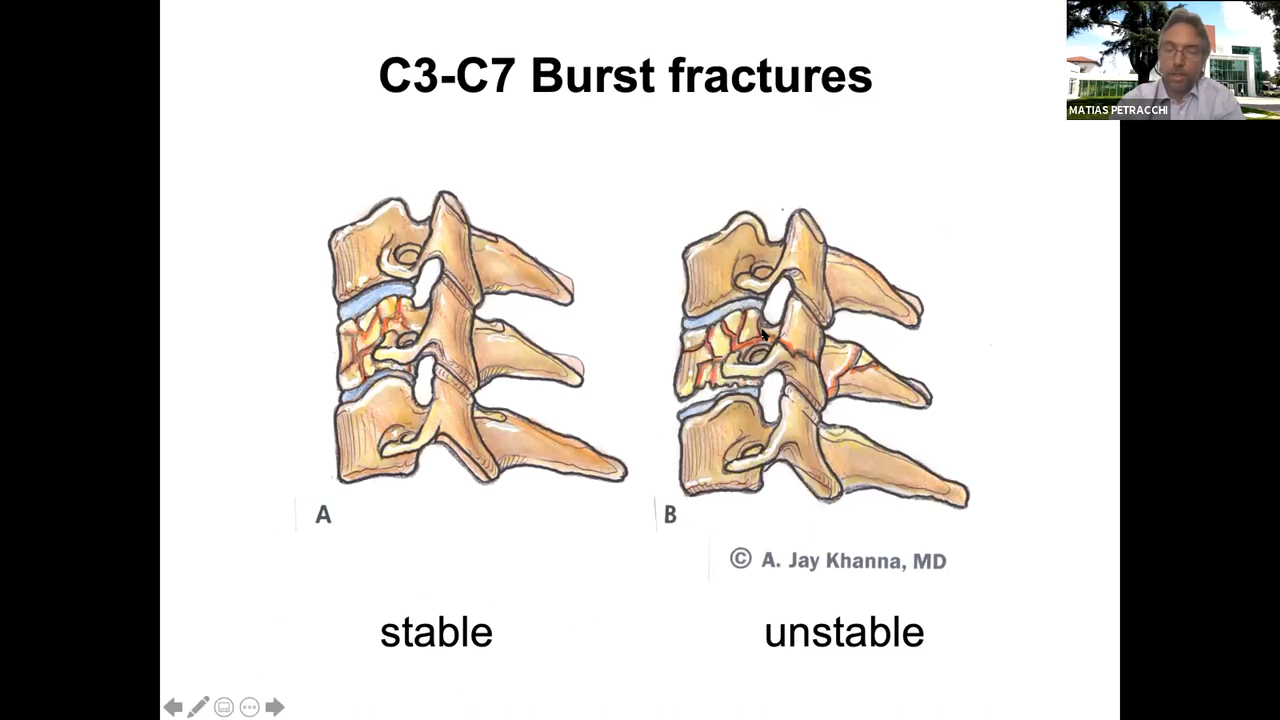 C3-C7 Burst fractures
MATIAS PETRACCHI
A
B
© A. Jay Khanna, MD
stable
unstable